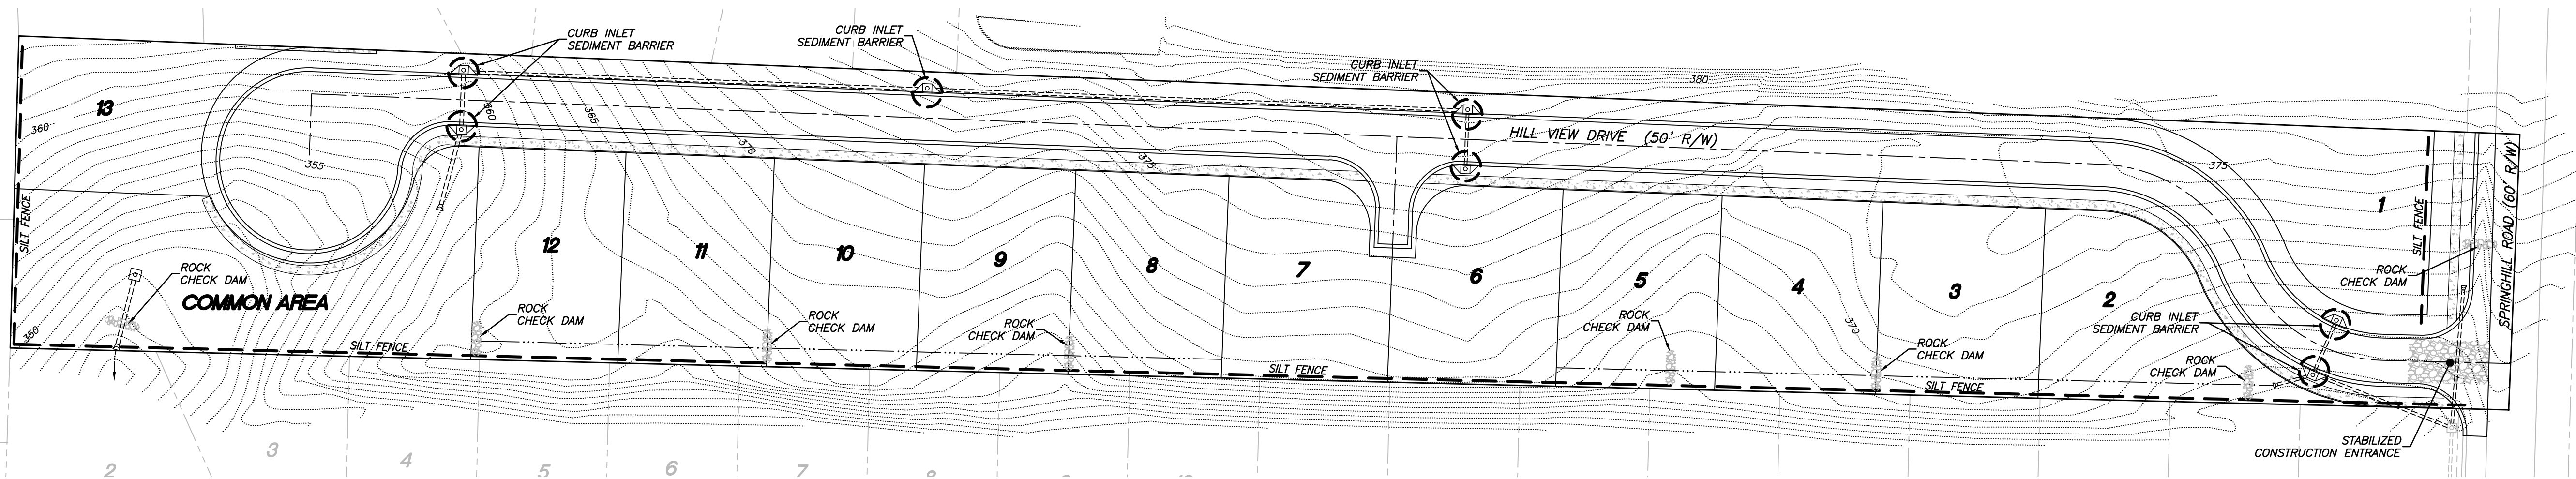 CURB INLET
SEDIMENT BARRIER
CURB INLET
SEDIMENT BARRIER
CURB INLET
SEDIMENT BARRIER
380
13
360
355
360
365
370
375
HILL VIEW DRIVE (50' R/W)
375
1
SILT FENCE
SILT FENCE
SPRINGHILL ROAD (60' R/W)
12
11
10
9
8
7
6
5
4
3
2
ROCK
CHECK DAM
COMMON AREA
350
ROCK
CHECK DAM
ROCK
CHECK DAM
ROCK
CHECK DAM
ROCK
CHECK DAM
370
ROCK
CHECK DAM
ROCK
CHECK DAM
CURB INLET
SEDIMENT BARRIER
ROCK
CHECK DAM
SILT FENCE
SILT FENCE
SILT FENCE
STABILIZED
CONSTRUCTION ENTRANCE
2
3
4
5
6
7